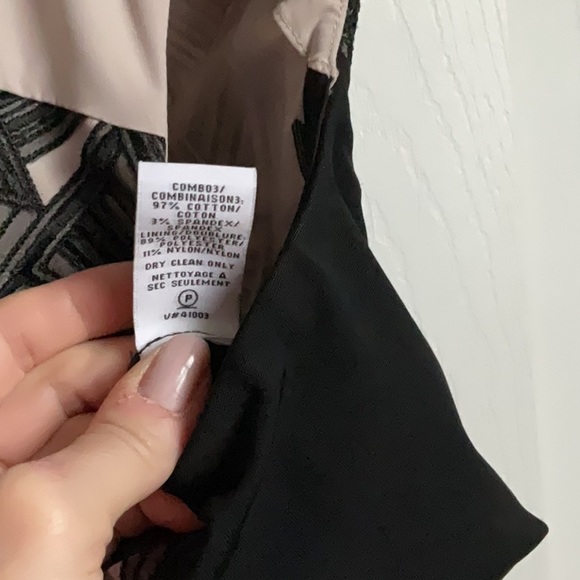 COMBO3/
COMBINAISON3:
97% COTTON/
COTON
3% SPANDEX/
SPANDEX
LINING/DOUBLURE:
89% POLYESTER/
POLYESTER
11% NYLON/NYLON
DRY CLEAN ONLY
NETTOYAGE À
SEC SEULEMENT
P
V#41003